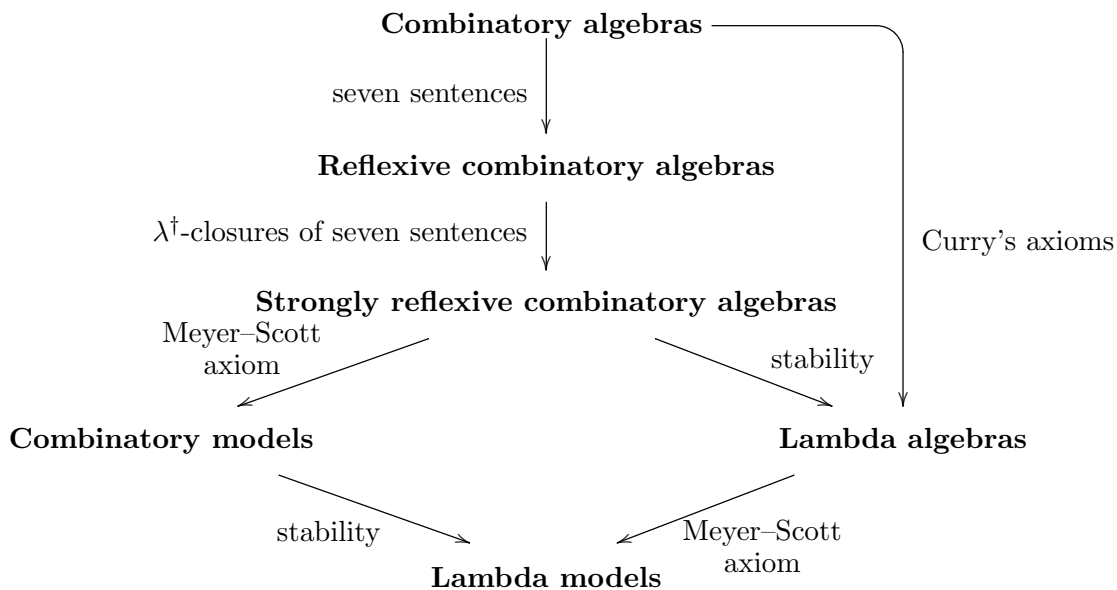 Combinatory algebras
seven sentences
Reflexive combinatory algebras
λ†-closures of seven sentences
Curry's axioms
Strongly reflexive combinatory algebras
Meyer–Scott
axiom
stability
Combinatory models
Lambda algebras
stability
Meyer–Scott
axiom
Lambda models